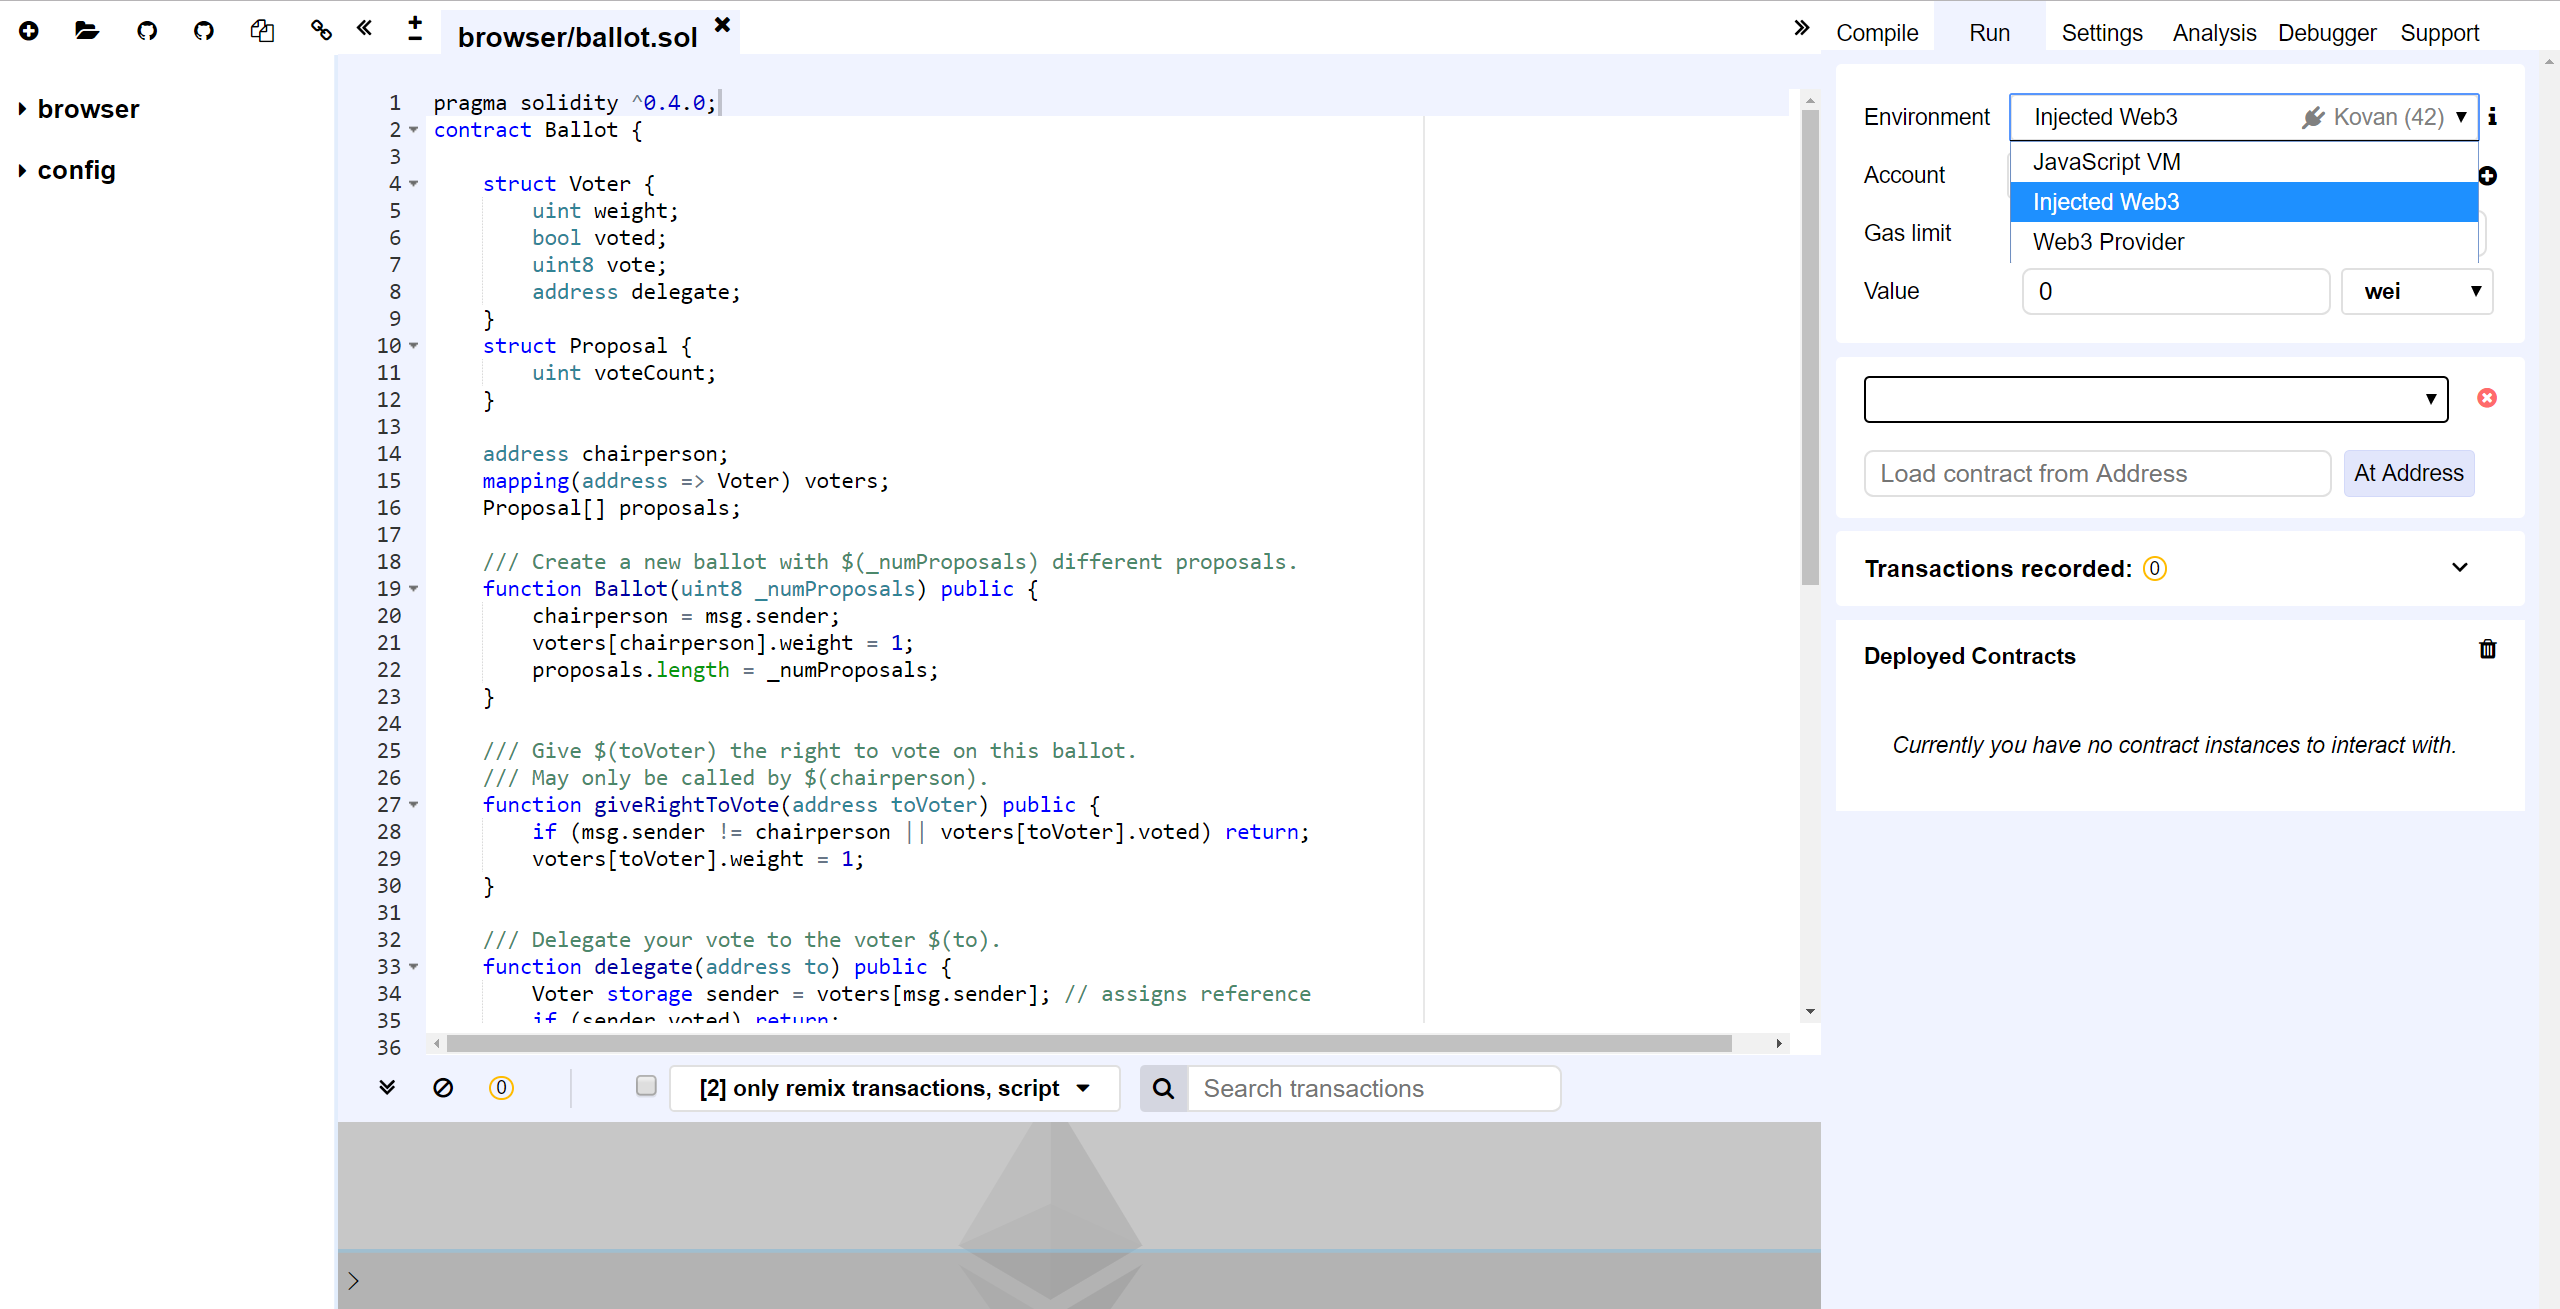 browser/ballot.sol
Compile Run Settings Analysis Debugger Support
browser
config
1 pragma solidity ^0.4.0;
2 contract Ballot {
3
4 struct Voter {
5 uint weight;
6 bool voted;
7 uint8 vote;
8 address delegate;
9 }
10 struct Proposal {
11 uint voteCount;
12 }
13
14 address chairperson;
15 mapping(address => Voter) voters;
16 Proposal[] proposals;
17
18 /// Create a new ballot with $(_numProposals) different proposals.
19 function Ballot(uint8 _numProposals) public {
20 chairperson = msg.sender;
21 voters[chairperson].weight = 1;
22 proposals.length = _numProposals;
23 }
24
25 /// Give $(toVoter) the right to vote on this ballot.
26 /// May only be called by $(chairperson).
27 function giveRightToVote(address toVoter) public {
28 if (msg.sender != chairperson || voters[toVoter].voted) return;
29 voters[toVoter].weight = 1;
30 }
31
32 /// Delegate your vote to the voter $(to).
33 function delegate(address to) public {
34 Voter storage sender = voters[msg.sender]; // assigns reference
35 if (sender.voted) return;
36
0
[2] only remix transactions, script
Search transactions
>
Environment Injected Web3 Kovan (42)
JavaScript VM
Account
Injected Web3
Gas limit
Web3 Provider
Value 0 wei
Load contract from Address At Address
Transactions recorded: 0
Deployed Contracts
Currently you have no contract instances to interact with.